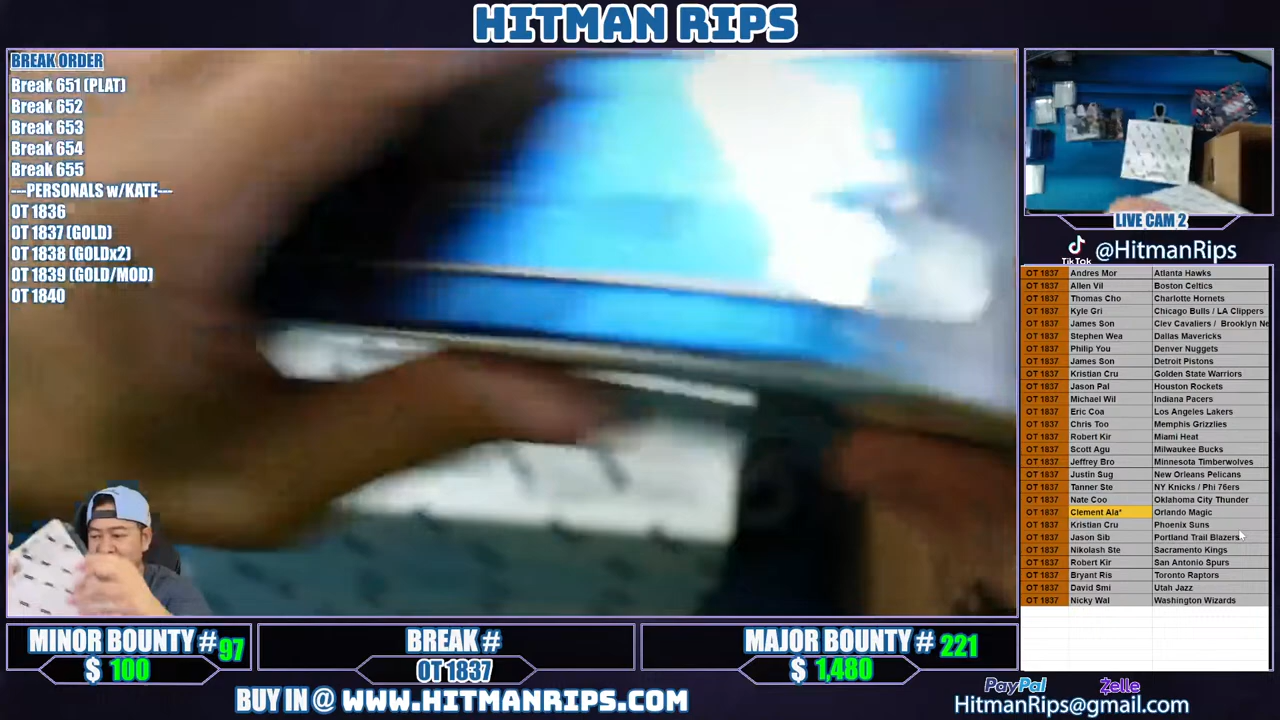 HITMAN RIPS
BREAK ORDER
Break 651 (PLAT)
Break 652
Break 653
Break 654
Break 655
---PERSONALS w/KATE---
OT 1836
OT 1837 (GOLD)
OT 1838 (GOLDx2)
OT 1839 (GOLD/MOD)
OT 1840
LIVE CAM 2
TikTok
@HitmanRips
OT 1837 Andres Mor Atlanta Hawks
OT 1837 Allen Vil Boston Celtics
OT 1837 Thomas Cho Charlotte Hornets
OT 1837 Kyle Gri Chicago Bulls / LA Clippers
OT 1837 James Son Clev Cavaliers / Brooklyn Ne
OT 1837 Stephen Wea Dallas Mavericks
OT 1837 Philip You Denver Nuggets
OT 1837 James Son Detroit Pistons
OT 1837 Kristian Cru Golden State Warriors
OT 1837 Jason Pal Houston Rockets
OT 1837 Michael Wil Indiana Pacers
OT 1837 Eric Coa Los Angeles Lakers
OT 1837 Chris Too Memphis Grizzlies
OT 1837 Robert Kir Miami Heat
OT 1837 Scott Agu Milwaukee Bucks
OT 1837 Jeffrey Bro Minnesota Timberwolves
OT 1837 Justin Sug New Orleans Pelicans
OT 1837 Tanner Ste NY Knicks / Phi 76ers
OT 1837 Nate Coo Oklahoma City Thunder
OT 1837 Clement Ala* Orlando Magic
OT 1837 Kristian Cru Phoenix Suns
OT 1837 Jason Sib Portland Trail Blazers
OT 1837 Nikolash Ste Sacramento Kings
OT 1837 Robert Kir San Antonio Spurs
OT 1837 Bryant Ris Toronto Raptors
OT 1837 David Smi Utah Jazz
OT 1837 Nicky Wal Washington Wizards
MINOR BOUNTY # 97
$ 100
BREAK #
OT 1837
MAJOR BOUNTY # 221
$ 1,480
BUY IN @ WWW.HITMANRIPS.COM
PayPal Zelle
HitmanRips@gmail.com